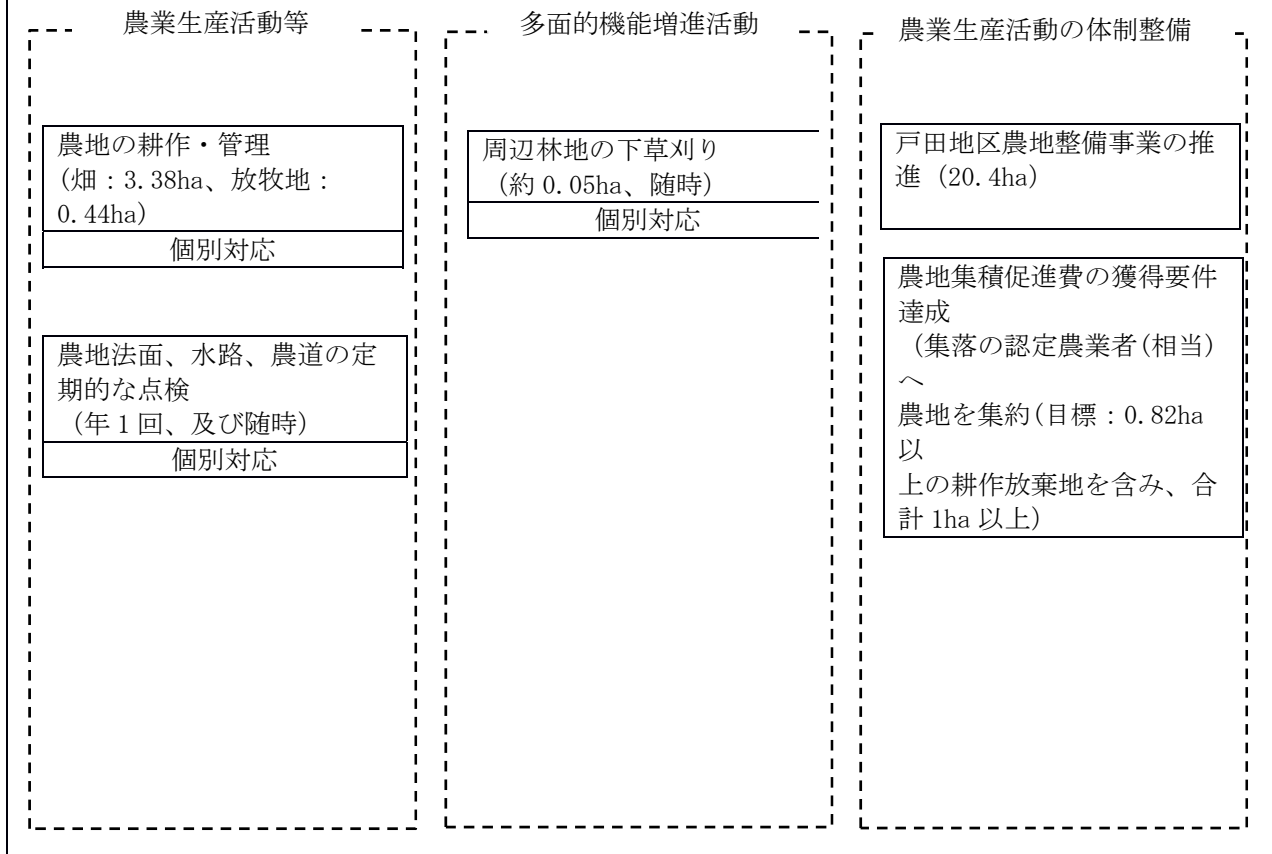 農業生産活動等
農地の耕作・管理
(畑：3.38ha、放牧地：
0.44ha)
個別対応
農地法面、水路、農道の定
期的な点検
（年１回、及び随時）
個別対応
多面的機能増進活動
周辺林地の下草刈り
（約 0.05ha、随時）
個別対応
農業生産活動の体制整備
戸田地区農地整備事業の推
進（20.4ha）
農地集積促進費の獲得要件
達成
（集落の認定農業者(相当)
へ
農地を集約(目標：0.82ha
以
上の耕作放棄地を含み、合
計 1ha 以上）